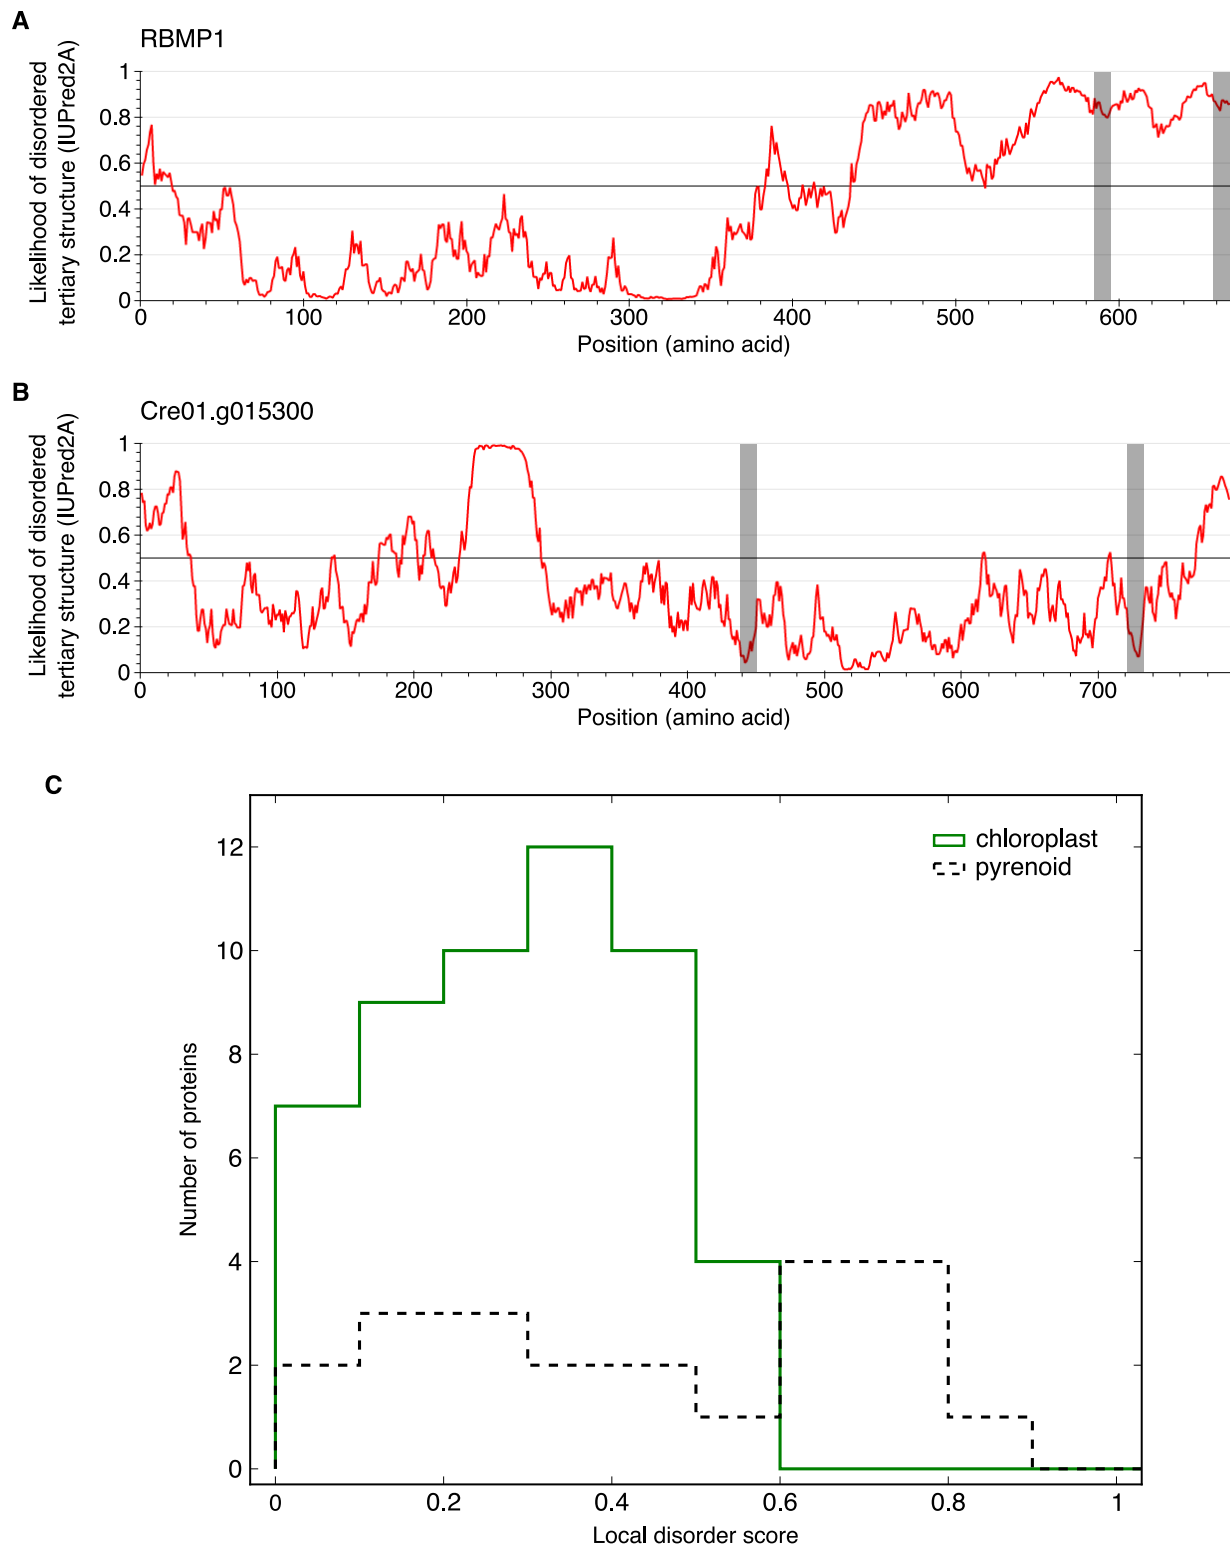 A
RBMP1
Likelihood of disordered
tertiary structure (IUPred2A)
1
0.8
0.6
0.4
0.2
0
0 100 200 300 400 500 600
Position (amino acid)
B
Cre01.g015300
Likelihood of disordered
tertiary structure (IUPred2A)
1
0.8
0.6
0.4
0.2
0
0 100 200 300 400 500 600 700
Position (amino acid)
C
chloroplast
pyrenoid
Number of proteins
12
10
8
6
4
2
0
0 0.2 0.4 0.6 0.8 1
Local disorder score